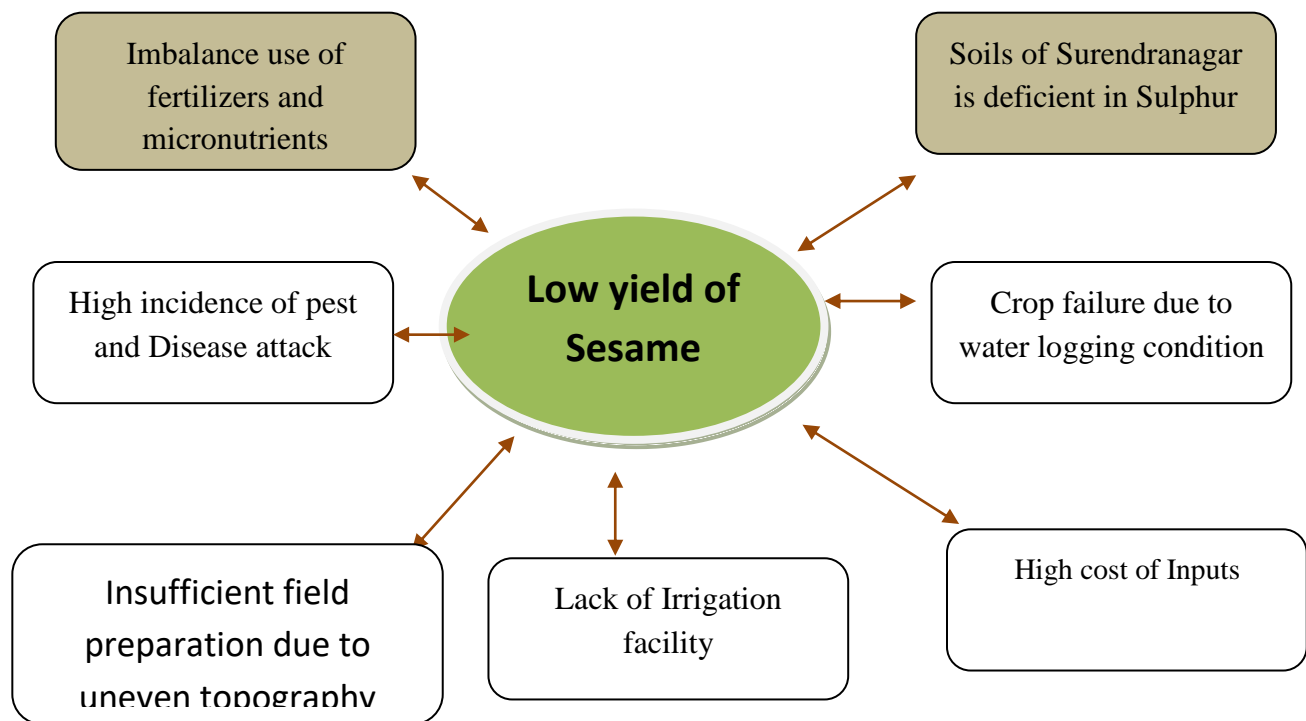 Imbalance use of
fertilizers and
micronutrients
Soils of Surendranagar
is deficient in Sulphur
High incidence of pest
and Disease attack
Low yield of
Sesame
Crop failure due to
water logging condition
Insufficient field
preparation due to
uneven topography
Lack of Irrigation
facility
High cost of Inputs